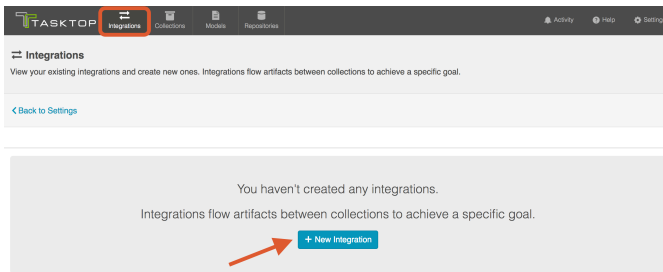 TASKTOP
Integrations
Collections
Models
Repositories
Activity
Help
Setting
Integrations
View your existing integrations and create new ones. Integrations flow artifacts between collections to achieve a specific goal.
Back to Settings
You haven't created any integrations.
Integrations flow artifacts between collections to achieve a specific goal.
+ New Integration